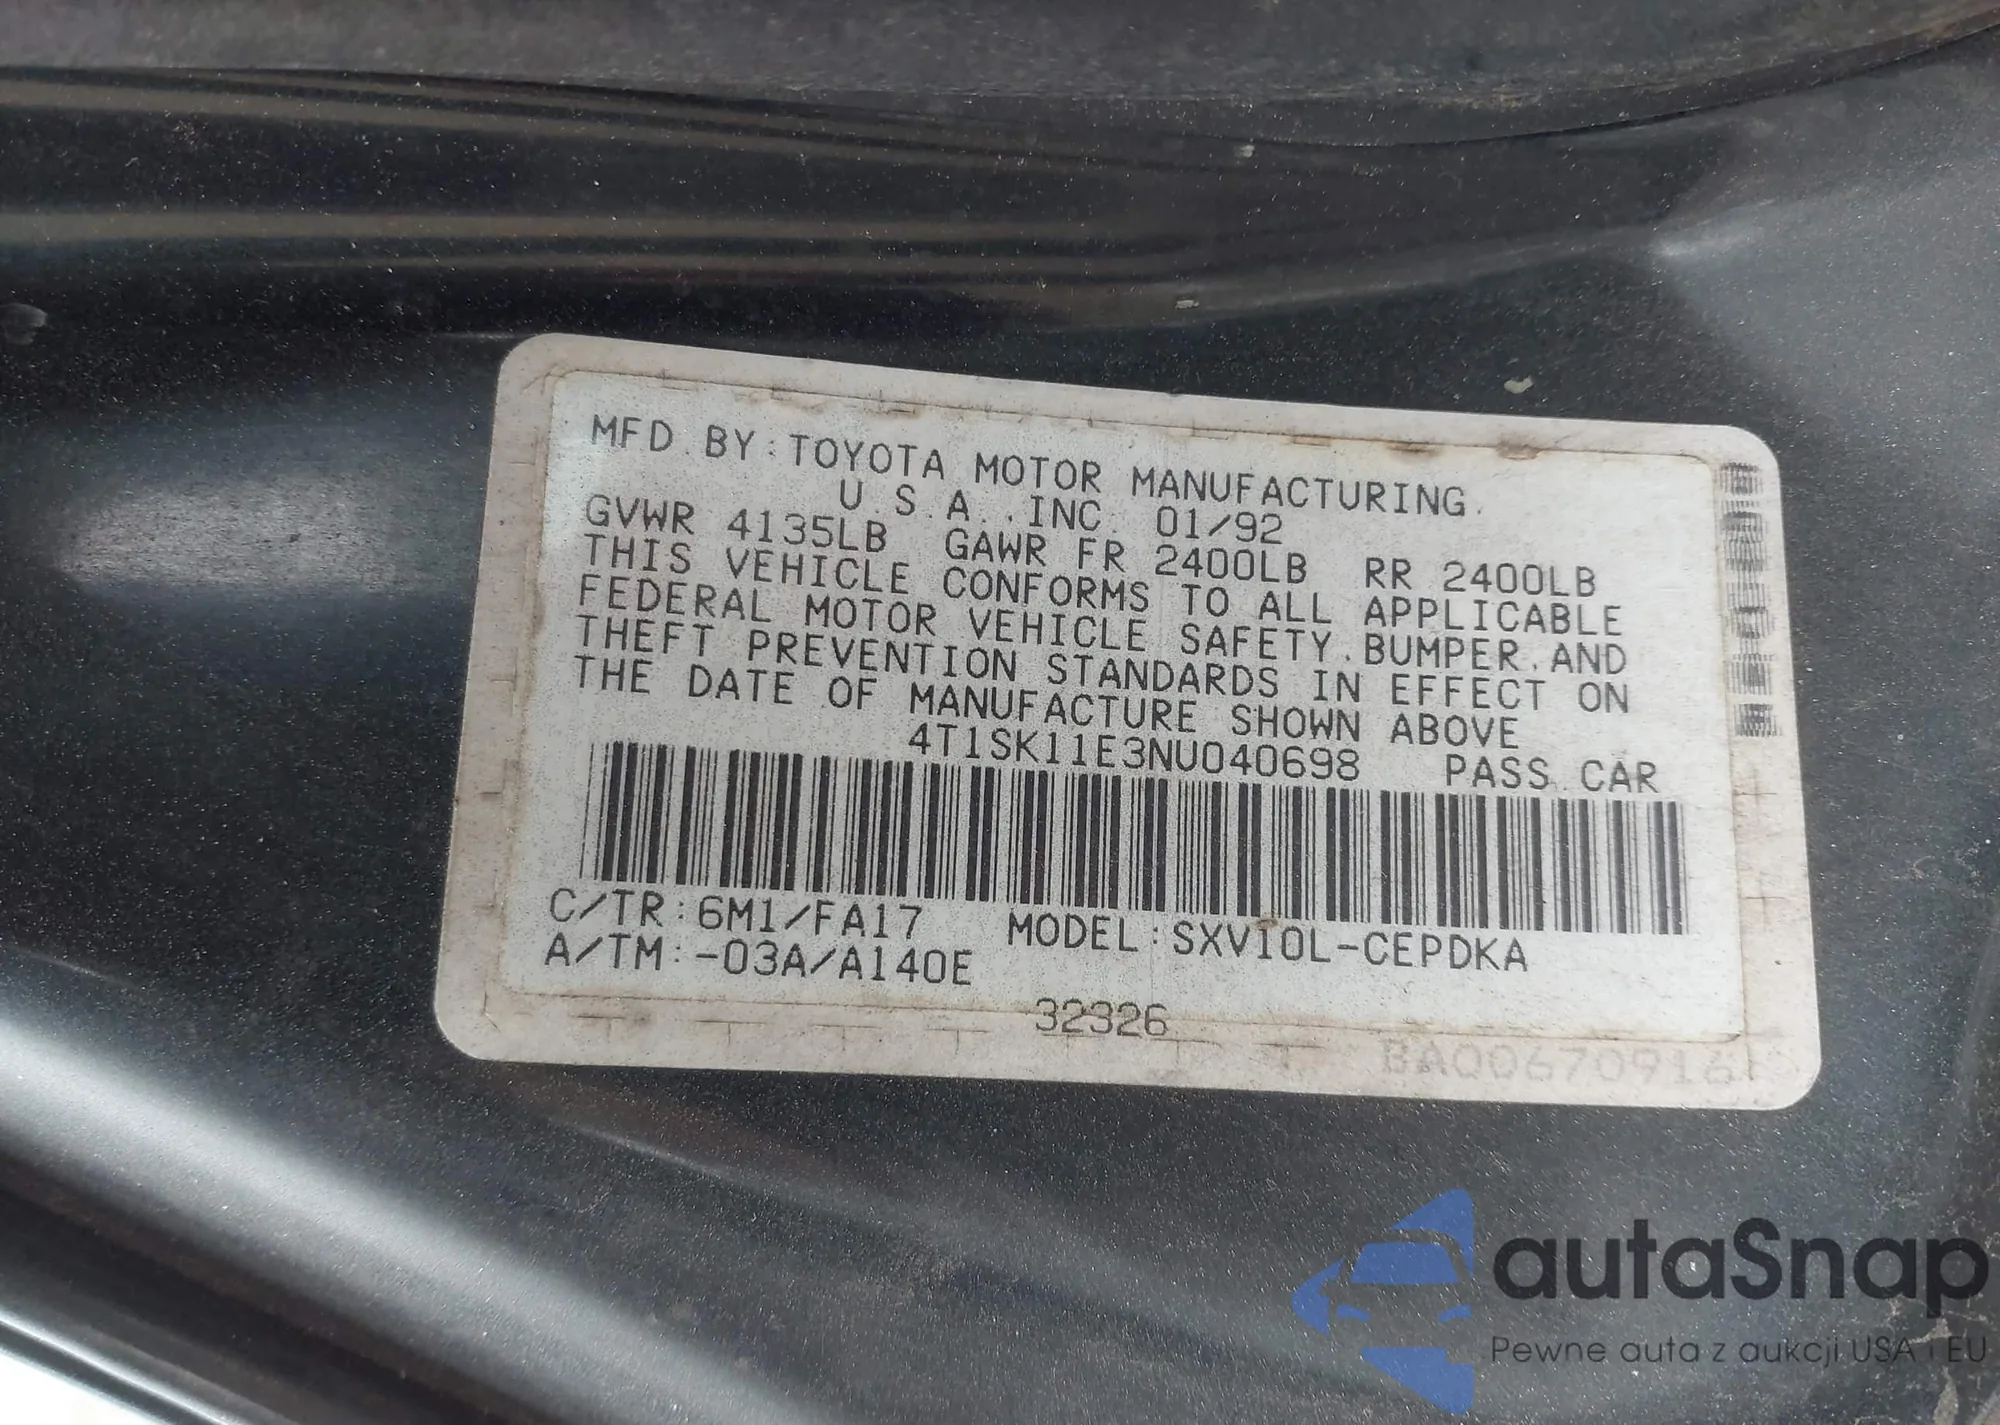 MFD. BY: TOYOTA MOTOR MANUFACTURING.
U.S.A., INC. 01/92
GVWR 4135LB GAWR FR 2400LB RR 2400LB
THIS VEHICLE CONFORMS TO ALL APPLICABLE
FEDERAL MOTOR VEHICLE SAFETY, BUMPER, AND
THEFT PREVENTION STANDARDS IN EFFECT ON
THE DATE OF MANUFACTURE SHOWN ABOVE
4T1SK11E3NU040698 PASS. CAR
C/TR: 6M1/FA17 MODEL: SXV10L-CEPDKA
A/TM: -03A/A140E
32326
BA006709161
autaSnap
Pewne auta z aukcji USA i EU